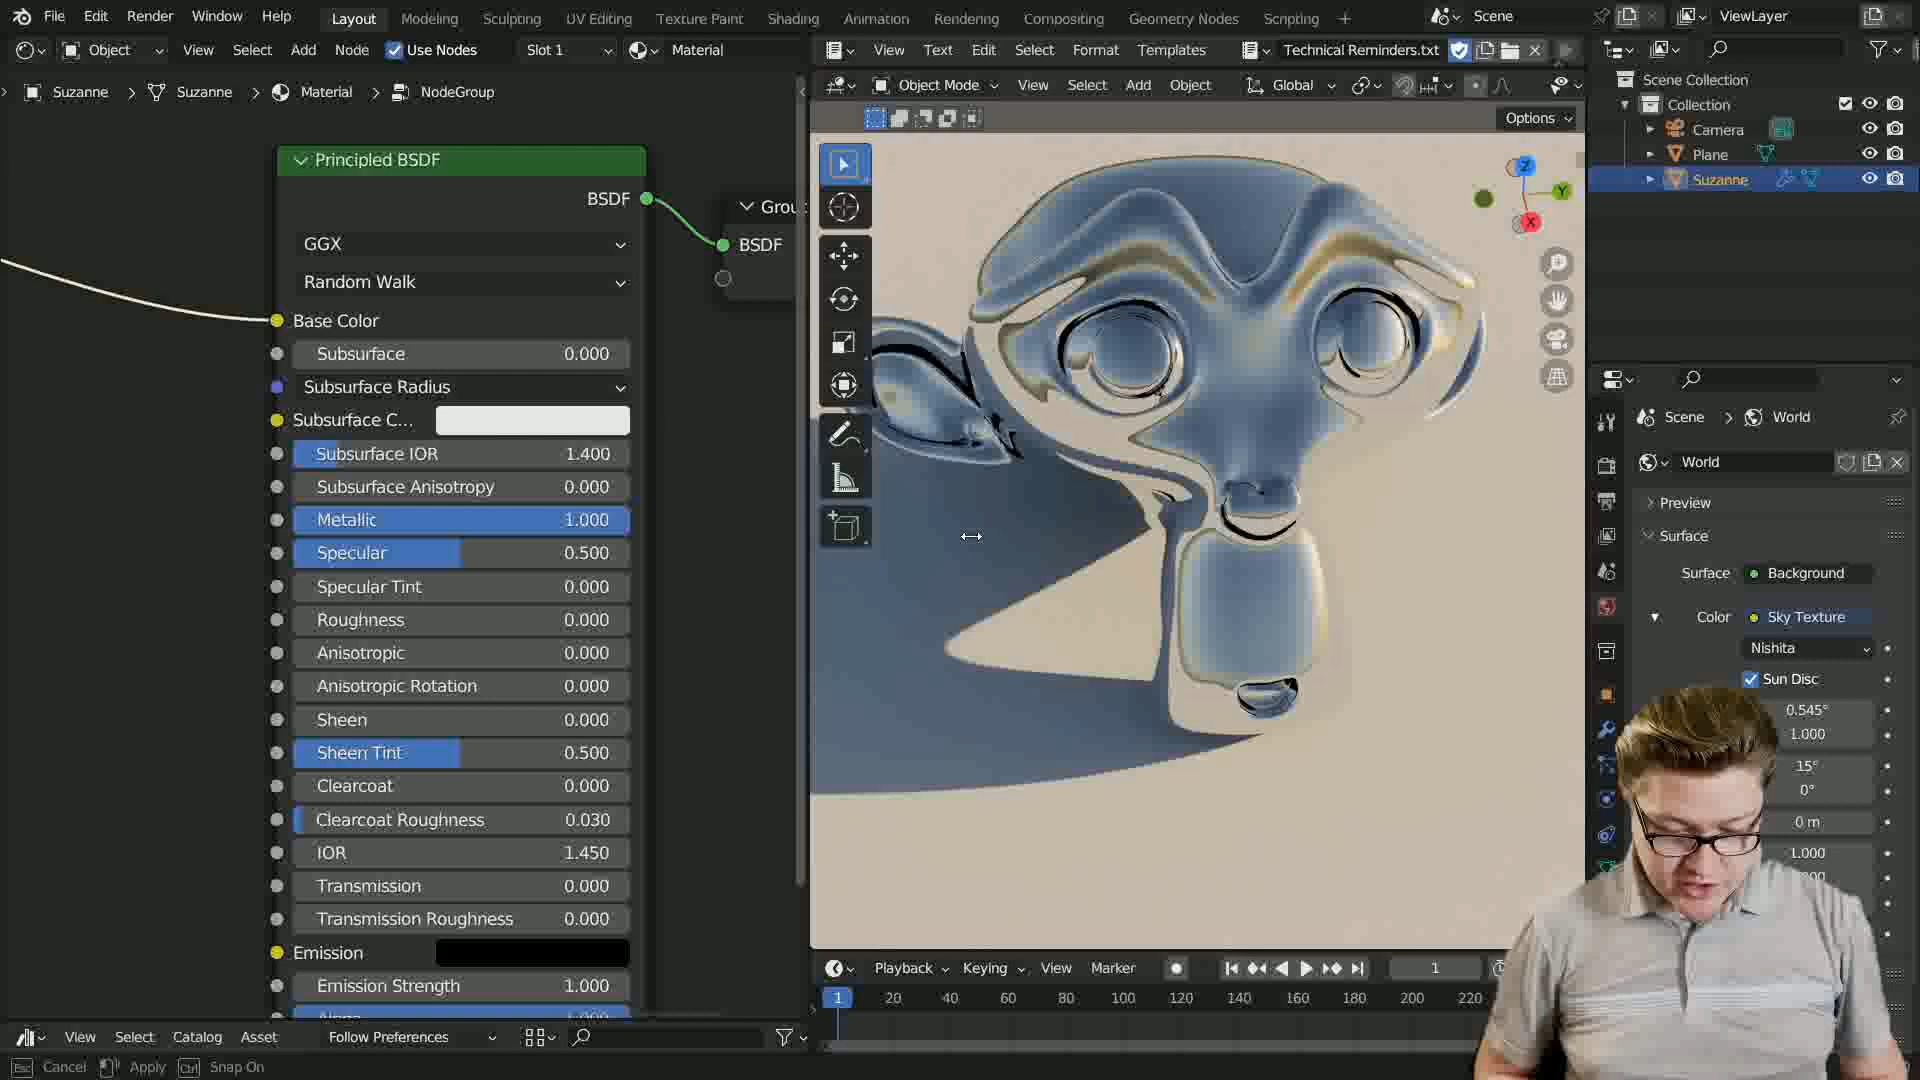 File Edit Render Window Help
Layout Modeling Sculpting UV Editing Texture Paint Shading Animation Rendering Compositing Geometry Nodes Scripting +
Scene
ViewLayer
Object View Select Add Node Use Nodes Slot 1 Material
View Text Edit Select Format Templates Technical Reminders.txt
Suzanne > Suzanne > Material > NodeGroup
Object Mode View Select Add Object Global
Options
Principled BSDF
BSDF
GGX
Random Walk
Base Color
Subsurface 0.000
Subsurface Radius
Subsurface C...
Subsurface IOR 1.400
Subsurface Anisotropy 0.000
Metallic 1.000
Specular 0.500
Specular Tint 0.000
Roughness 0.000
Anisotropic 0.000
Anisotropic Rotation 0.000
Sheen 0.000
Sheen Tint 0.500
Clearcoat 0.000
Clearcoat Roughness 0.030
IOR 1.450
Transmission 0.000
Transmission Roughness 0.000
Emission
Emission Strength 1.000
BSDF
Z
Y
X
Scene Collection
Collection
Camera
Plane
Suzanne
Scene > World
World
Preview
Surface
Surface Background
Color Sky Texture
Nishita
Sun Disc
0.545°
1.000
15°
0°
0 m
1.000
Playback Keying View Marker 1
1 20 40 60 80 100 120 140 160 180 200 220
View Select Catalog Asset Follow Preferences
Esc Cancel Apply Ctrl Snap On